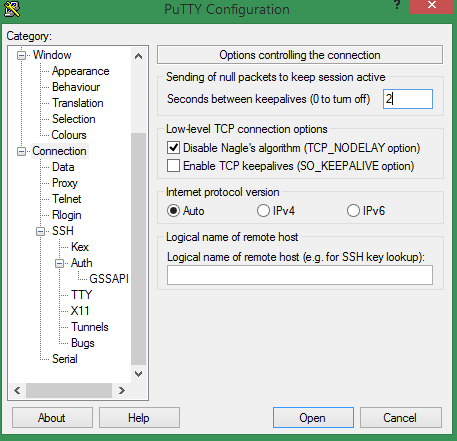 PuTTY Configuration
? X
Category:
Window
Appearance
Behaviour
Translation
Selection
Colours
Connection
Data
Proxy
Telnet
Rlogin
SSH
Kex
Auth
GSSAPI
TTY
X11
Tunnels
Bugs
Serial
Options controlling the connection
Sending of null packets to keep session active
Seconds between keepalives (0 to turn off) 2
Low-level TCP connection options
Disable Nagle's algorithm (TCP_NODELAY option)
Enable TCP keepalives (SO_KEEPALIVE option)
Internet protocol version
Auto IPv4 IPv6
Logical name of remote host
Logical name of remote host (e.g. for SSH key lookup):
About Help Open Cancel